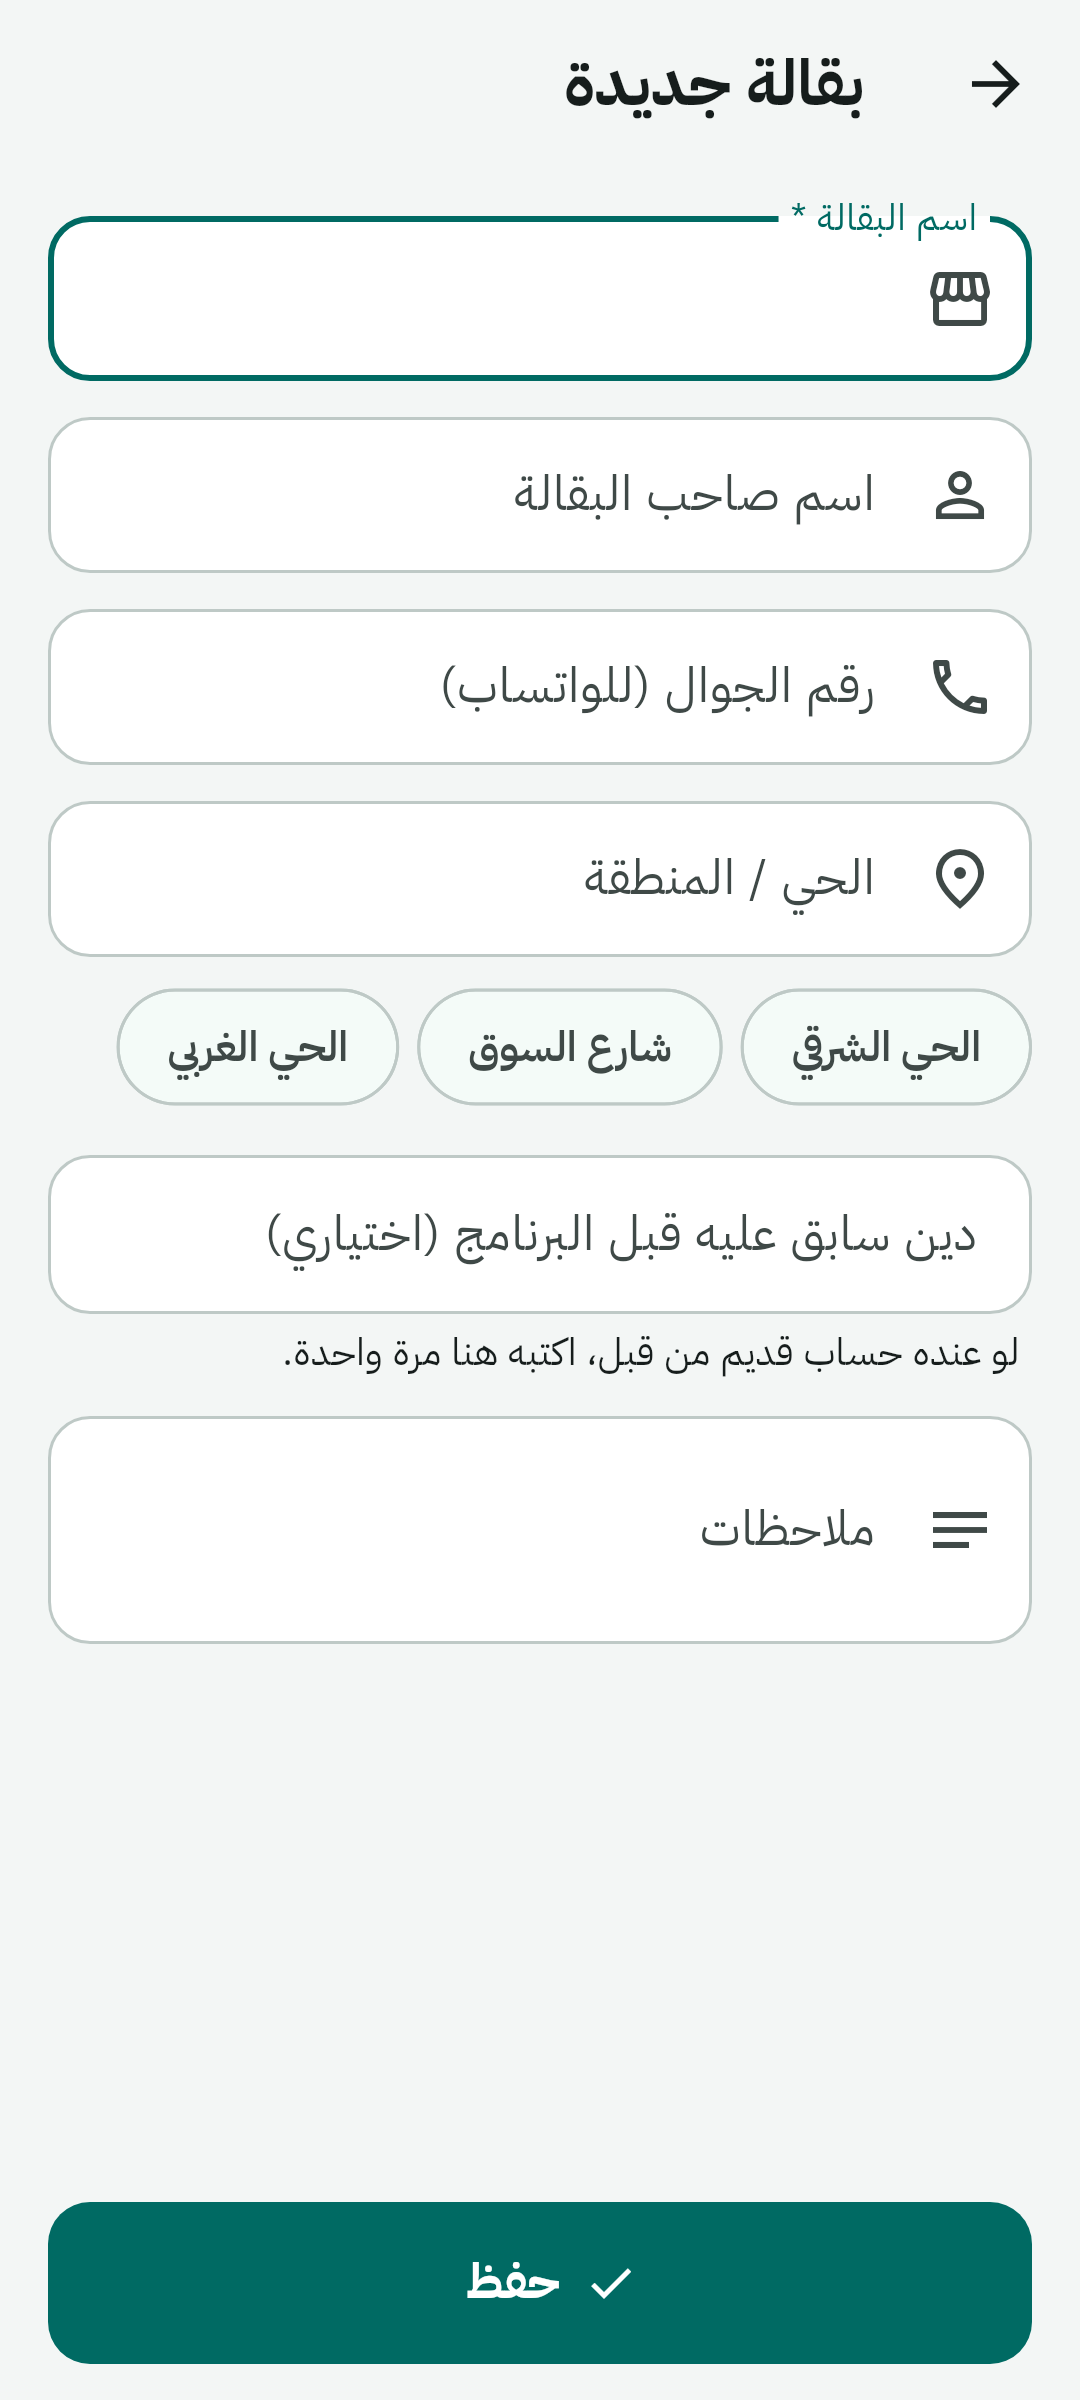 بقالة جديدة
اسم البقالة *
اسم صاحب البقالة
رقم الجوال (للواتساب)
الحي / المنطقة
الحي الشرقي
شارع السوق
الحي الغربي
دين سابق عليه قبل البرنامج (اختياري)
لو عنده حساب قديم من قبل، اكتبه هنا مرة واحدة.
ملاحظات
حفظ